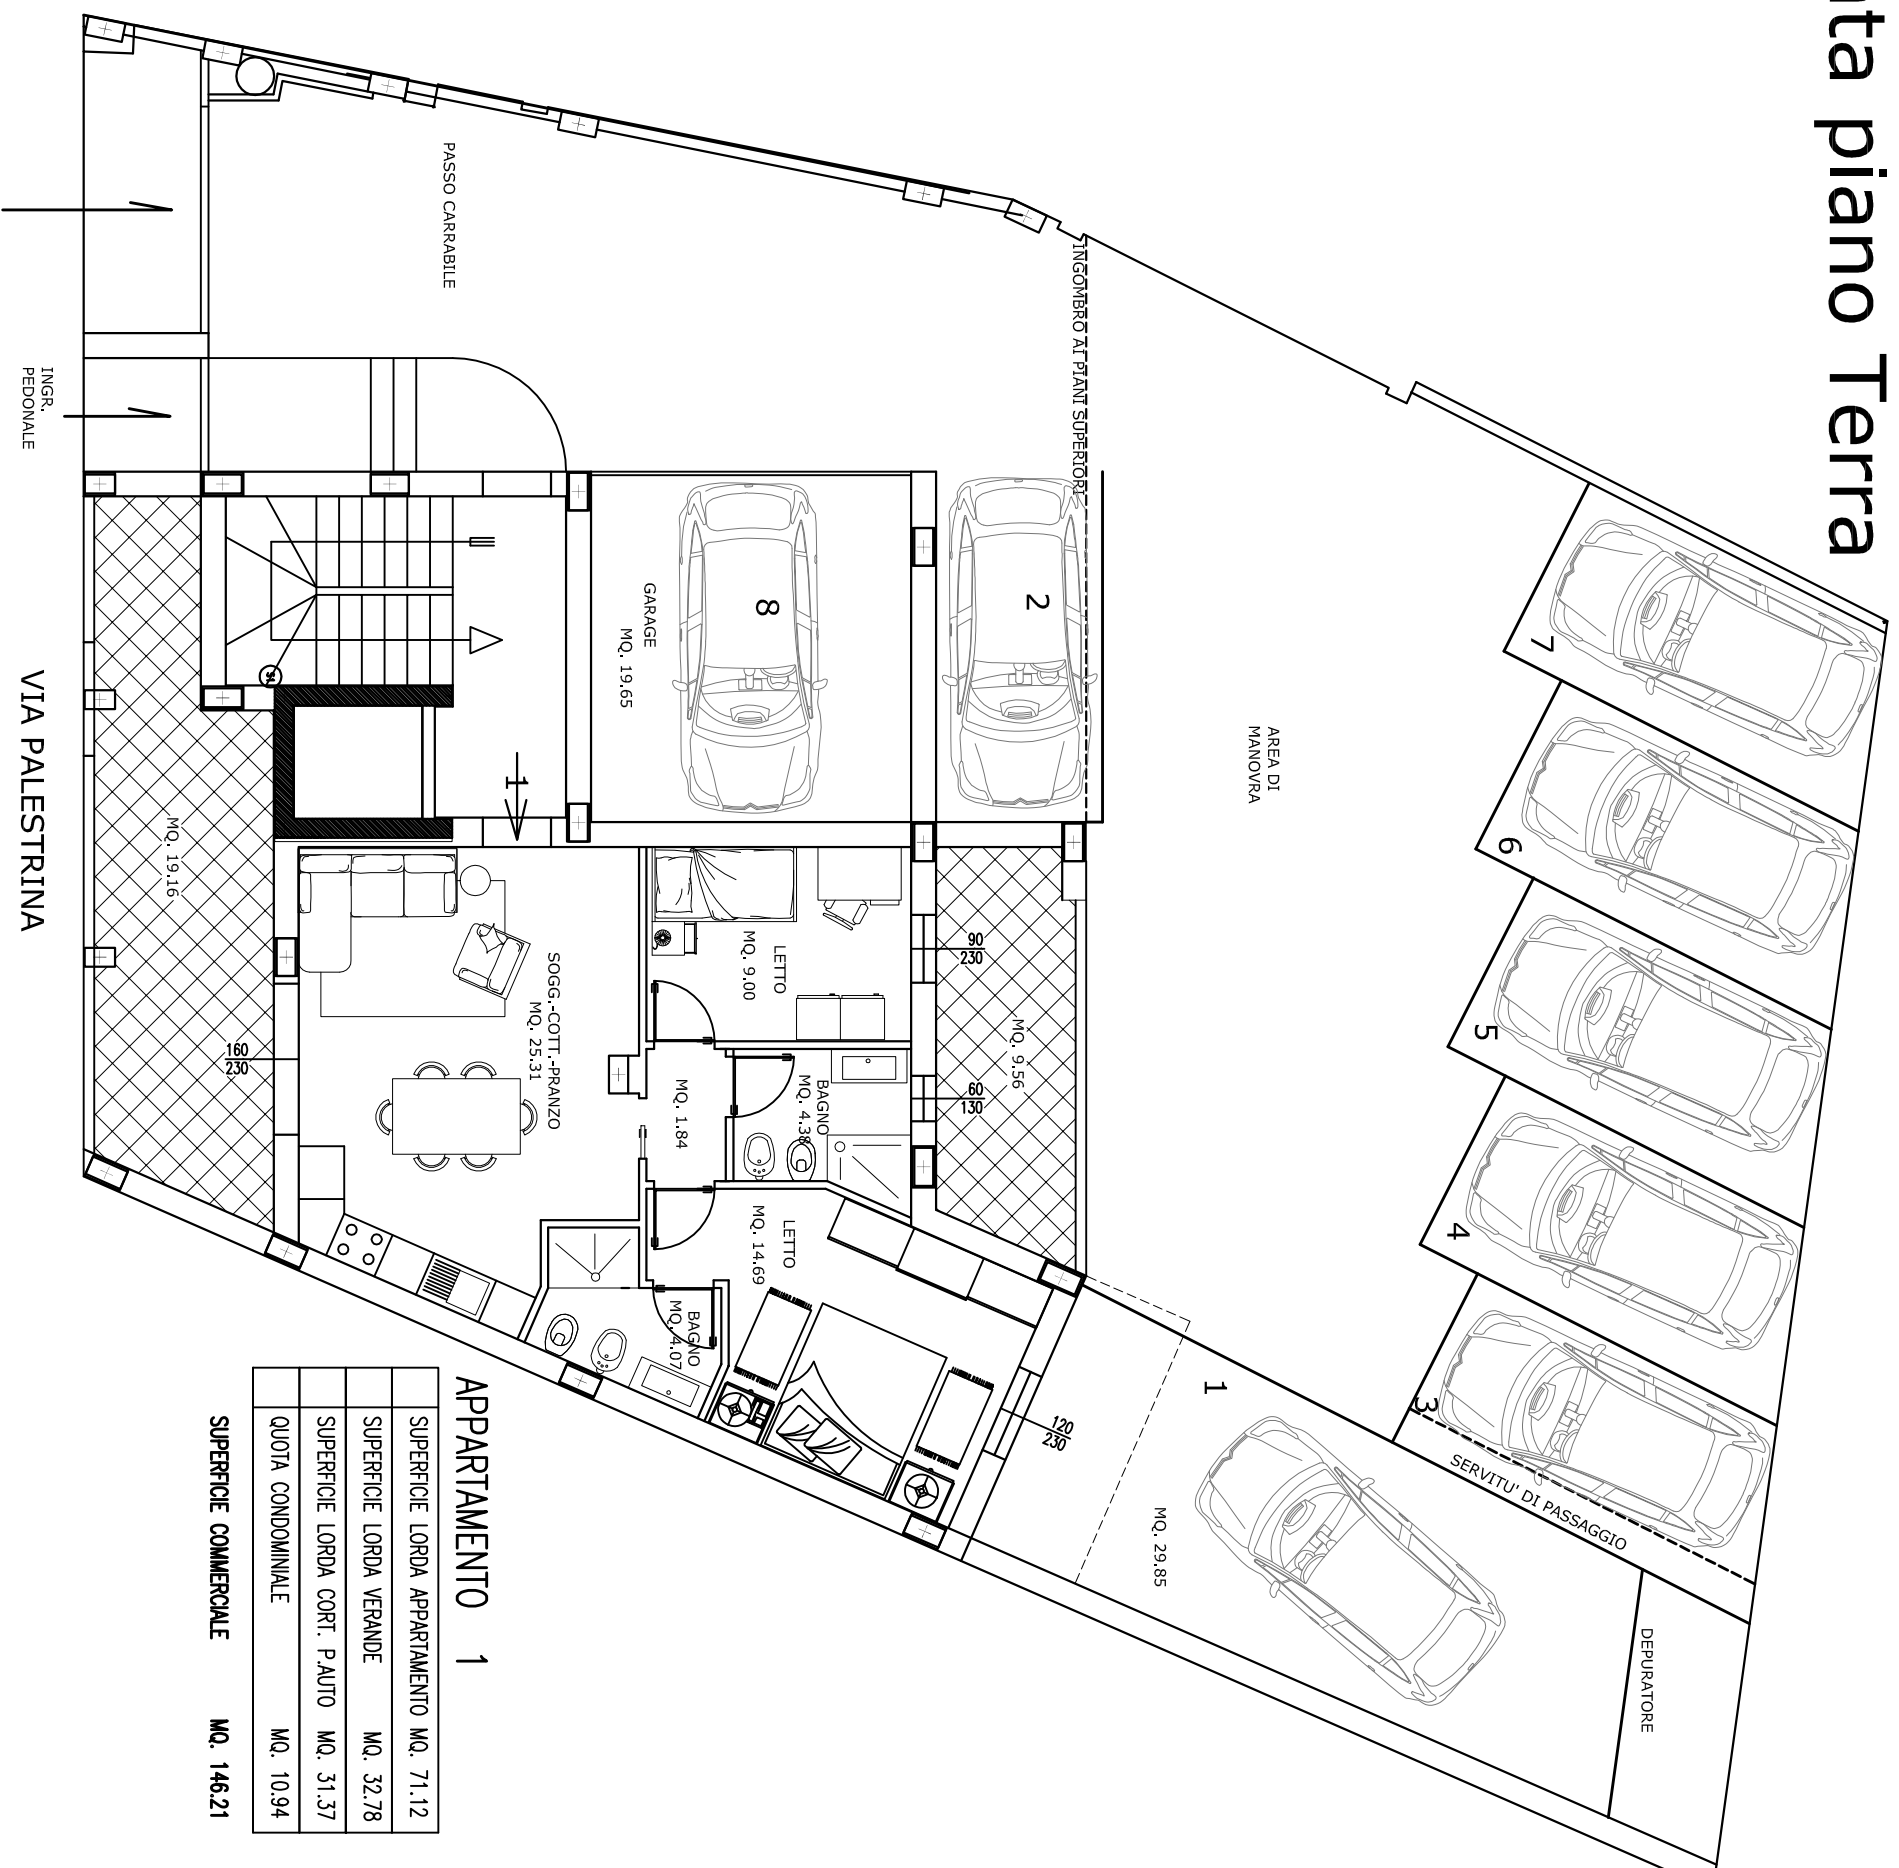 ta piano Terra
7
6
5
4
3
SERVITU' DI PASSAGGIO
DEPURATORE
AREA DI
MANOVRA
1
MQ. 29.85
INGOMBRO AI PIANI SUPERIORI
2
8
GARAGE
MQ. 19.65
PASSO CARRABILE
INGR.
PEDONALE
MQ. 9.56
90
230
60
130
120
230
LETTO
MQ. 9.00
BAGNO
MQ. 4.38
MQ. 1.84
LETTO
MQ. 14.69
BAGNO
MQ. 4.07
SOGG.-COTT.-PRANZO
MQ. 25.31
1
160
230
MQ. 19.16
VIA PALESTRINA
APPARTAMENTO 1
SUPERFICIE LORDA APPARTAMENTO MQ. 71.12
SUPERFICIE LORDA VERANDE MQ. 32.78
SUPERFICIE LORDA CORT. P.AUTO MQ. 31.37
QUOTA CONDOMINIALE MQ. 10.94
SUPERFICIE COMMERCIALE MQ. 146.21